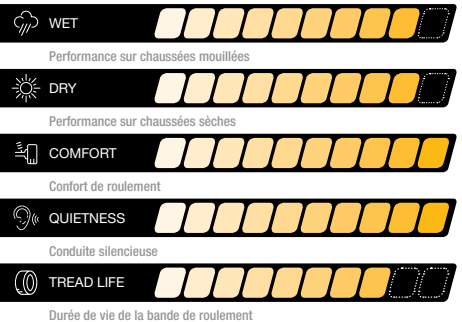 WET
Performance sur chaussées mouillées
DRY
Performance sur chaussées sèches
COMFORT
Confort de roulement
QUIETNESS
Conduite silencieuse
TREAD LIFE
Durée de vie de la bande de roulement